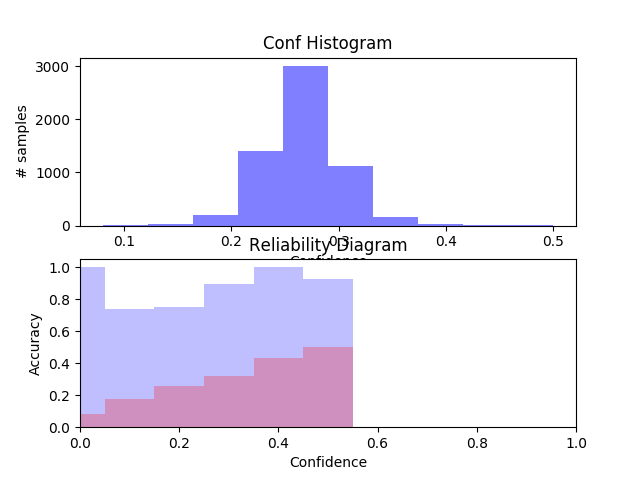 Conf Histogram
3000
2000
1000
0
# samples
0.1 0.2 0.3 0.4 0.5
Confidence
Reliability Diagram
1.0
0.8
0.6
0.4
0.2
0.0
Accuracy
0.0 0.2 0.4 0.6 0.8 1.0
Confidence